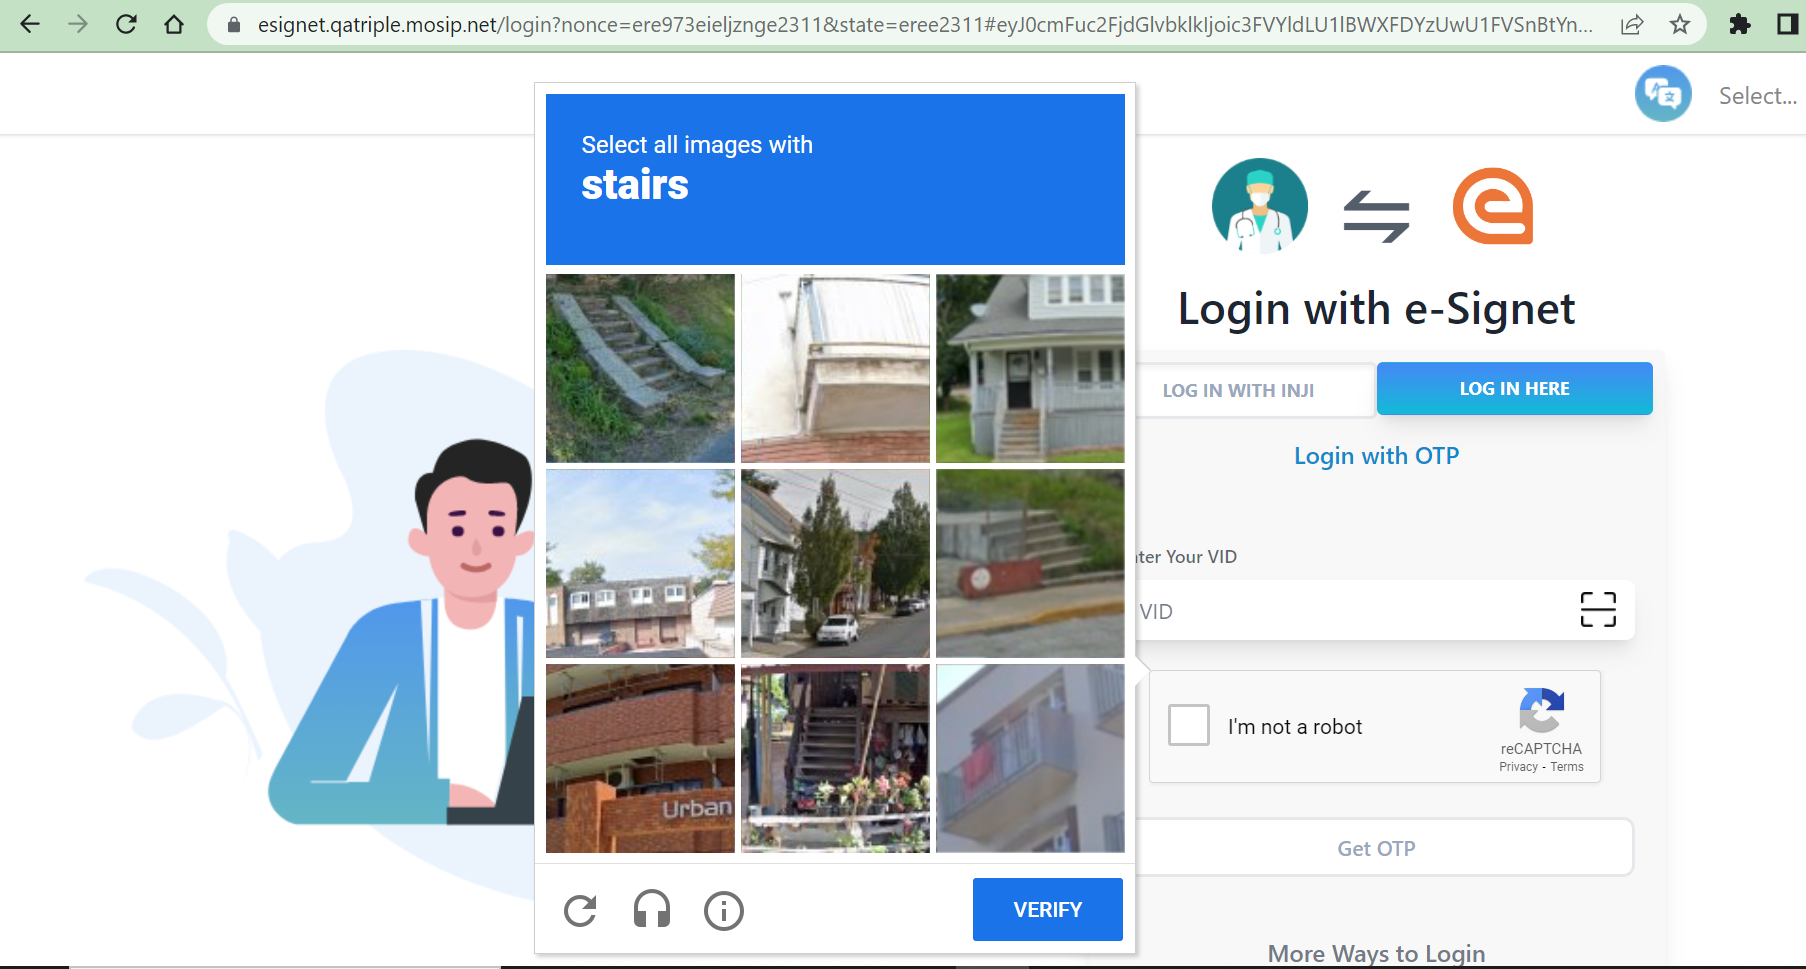 esignet.qatriple.mosip.net/login?nonce=ere973eieljznge2311&state=eree2311#eyJ0cmFuc2FjdGlvbklkIjoic3FVYldLU1lBWXFDYzUwU1FVSnBtYn...
Select...
Select all images with
stairs
Login with e-Signet
LOG IN WITH INJI
LOG IN HERE
Login with OTP
nter Your VID
VID
Urban
I'm not a robot
reCAPTCHA
Privacy - Terms
Get OTP
VERIFY
More Ways to Login